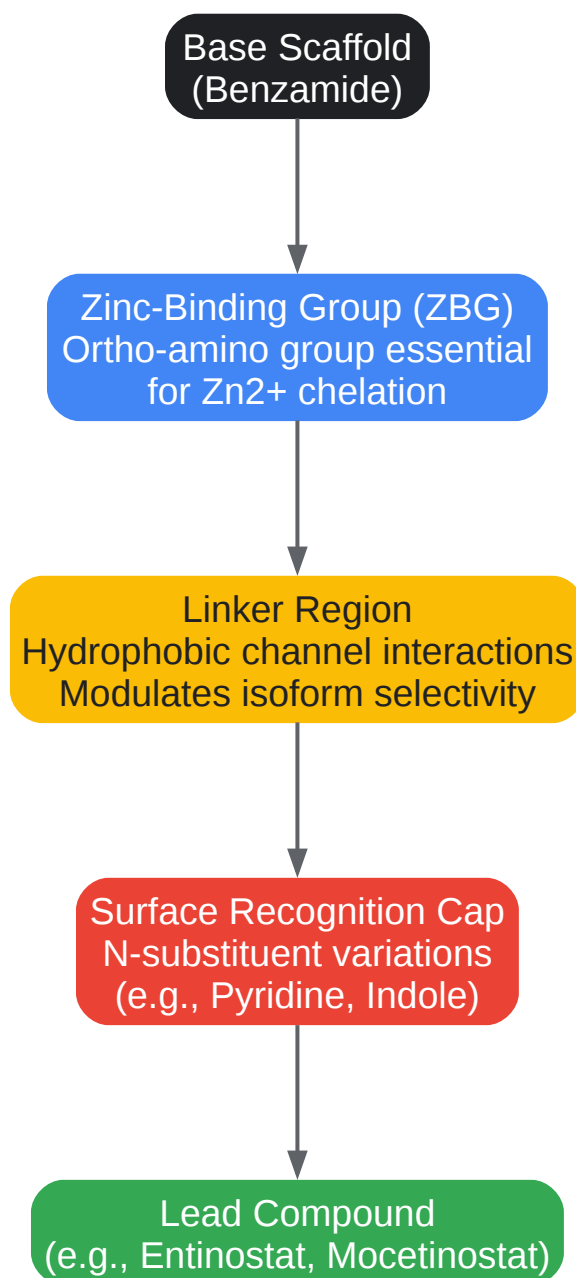 Base Scaffold
(Benzamide)
Zinc-Binding Group (ZBG)
Ortho-amino group essential
for Zn2+ chelation
Linker Region
Hydrophobic channel interactions
Modulates isoform selectivity
Surface Recognition Cap
N-substituent variations
(e.g., Pyridine, Indole)
Lead Compound
(e.g., Entinostat, Mocetinostat)